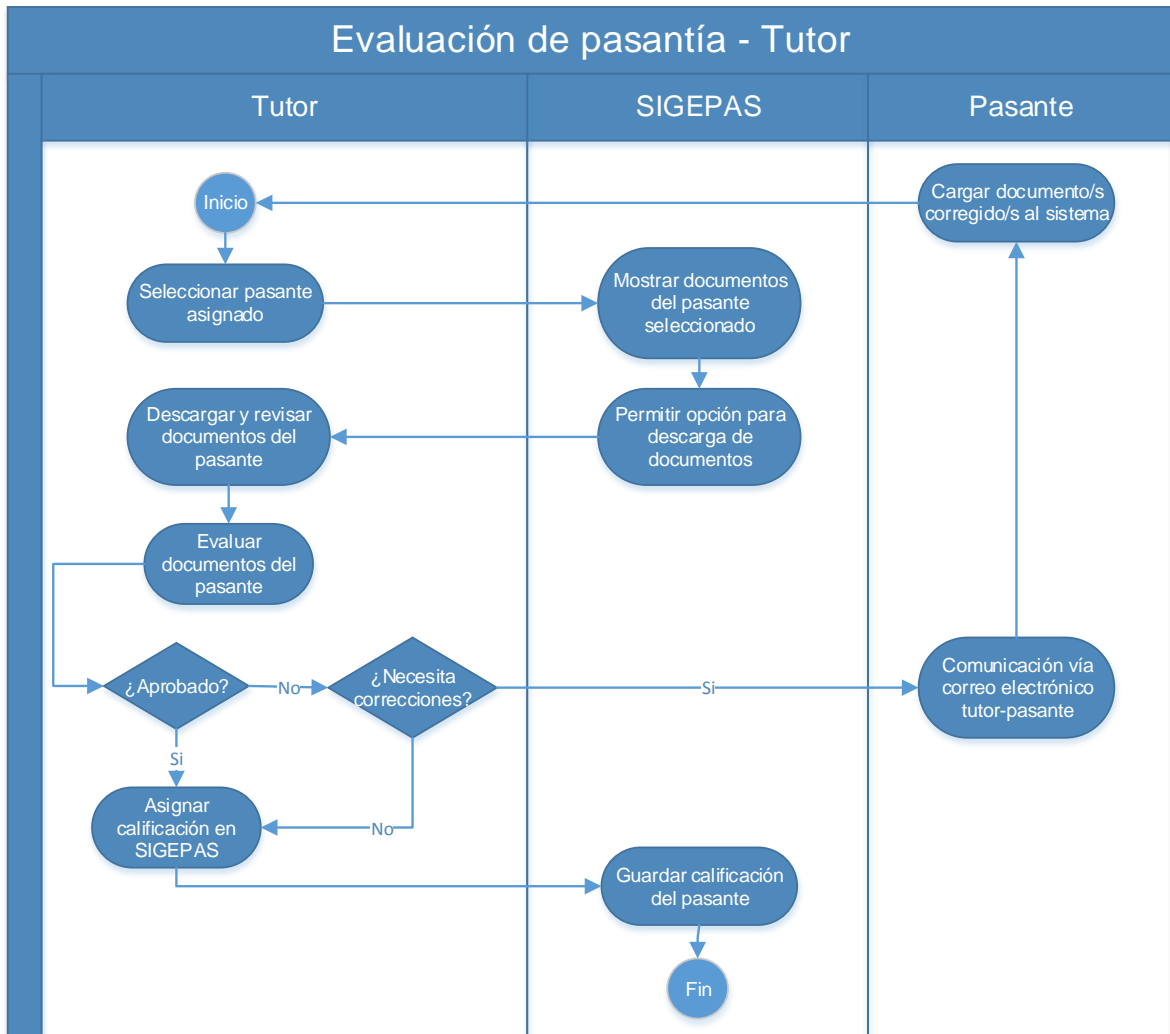 Evaluación de pasantía - Tutor
Tutor
SIGEPAS
Pasante
Inicio
Cargar documento/s
corregido/s al sistema
Seleccionar pasante
asignado
Mostrar documentos
del pasante
seleccionado
Descargar y revisar
documentos del
pasante
Permitir opción para
descarga de
documentos
Evaluar
documentos del
pasante
¿Aprobado?
No
¿Necesita
correcciones?
Si
Comunicación vía
correo electrónico
tutor-pasante
Si
Asignar
calificación en
SIGEPAS
No
Guardar calificación
del pasante
Fin